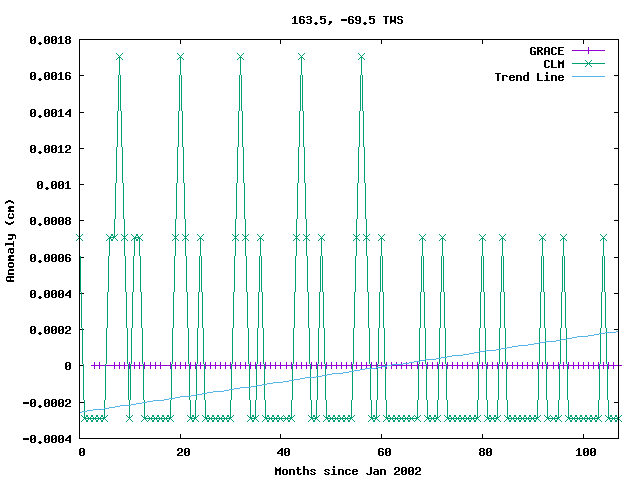 163.5, -69.5 TWS
GRACE
CLM
Trend Line
0.0018
0.0016
0.0014
0.0012
0.001
0.0008
0.0006
0.0004
0.0002
0
-0.0002
-0.0004
Anomaly (cm)
0 20 40 60 80 100
Months since Jan 2002